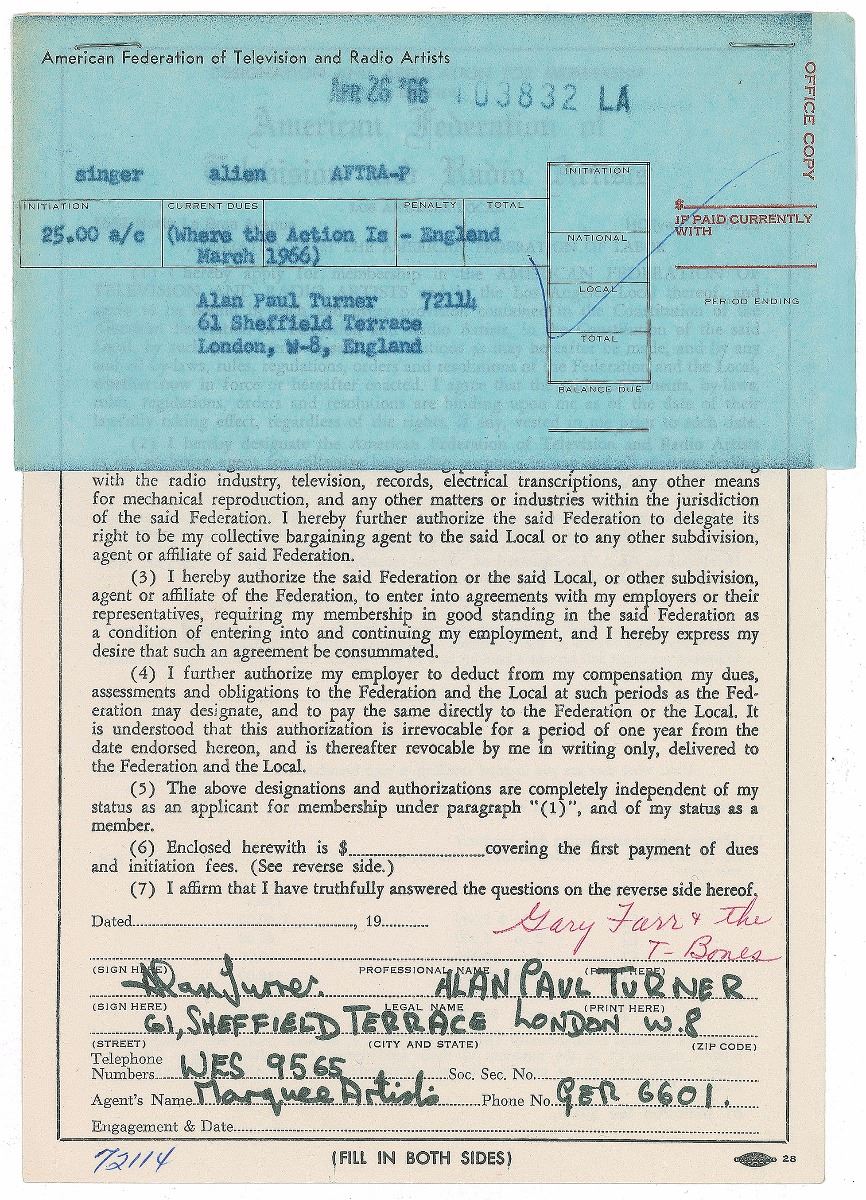 American Federation of Television and Radio Artists
APR 26 '66 103832 LA
OFFICE COPY
singer alien AFTRA-P
INITIATION CURRENT DUES PENALTY TOTAL
25.00 a/c (Where the Action Is - England
March 1966)
Alan Paul Turner 72114
61 Sheffield Terrace
London, W-8, England
INITIATION
NATIONAL
LOCAL
TOTAL
BALANCE DUE
$
IF PAID CURRENTLY
WITH
PERIOD ENDING
with the radio industry, television, records, electrical transcriptions, any other means
for mechanical reproduction, and any other matters or industries within the jurisdiction
of the said Federation. I hereby further authorize the said Federation to delegate its
right to be my collective bargaining agent to the said Local or to any other subdivision,
agent or affiliate of said Federation.
(3) I hereby authorize the said Federation or the said Local, or other subdivision,
agent or affiliate of the Federation, to enter into agreements with my employers or their
representatives, requiring my membership in good standing in the said Federation as
a condition of entering into and continuing my employment, and I hereby express my
desire that such an agreement be consummated.
(4) I further authorize my employer to deduct from my compensation my dues,
assessments and obligations to the Federation and the Local at such periods as the Fed-
eration may designate, and to pay the same directly to the Federation or the Local. It
is understood that this authorization is irrevocable for a period of one year from the
date endorsed hereon, and is thereafter revocable by me in writing only, delivered to
the Federation and the Local.
(5) The above designations and authorizations are completely independent of my
status as an applicant for membership under paragraph "(1)", and of my status as a
member.
(6) Enclosed herewith is $ covering the first payment of dues
and initiation fees. (See reverse side.)
(7) I affirm that I have truthfully answered the questions on the reverse side hereof.
Dated , 19
Gary Farr & the
T-Bones
(SIGN HERE) PROFESSIONAL NAME (PRINT HERE)
Alan Turner. ALAN PAUL TURNER
(SIGN HERE) LEGAL NAME (PRINT HERE)
61, SHEFFIELD TERRACE LONDON W.8
(STREET) (CITY AND STATE) (ZIP CODE)
Telephone
Numbers WES 9565 Soc. Sec. No.
Agent's Name Marquee Artists Phone No. GER 6601.
Engagement & Date
72114 (FILL IN BOTH SIDES) 28